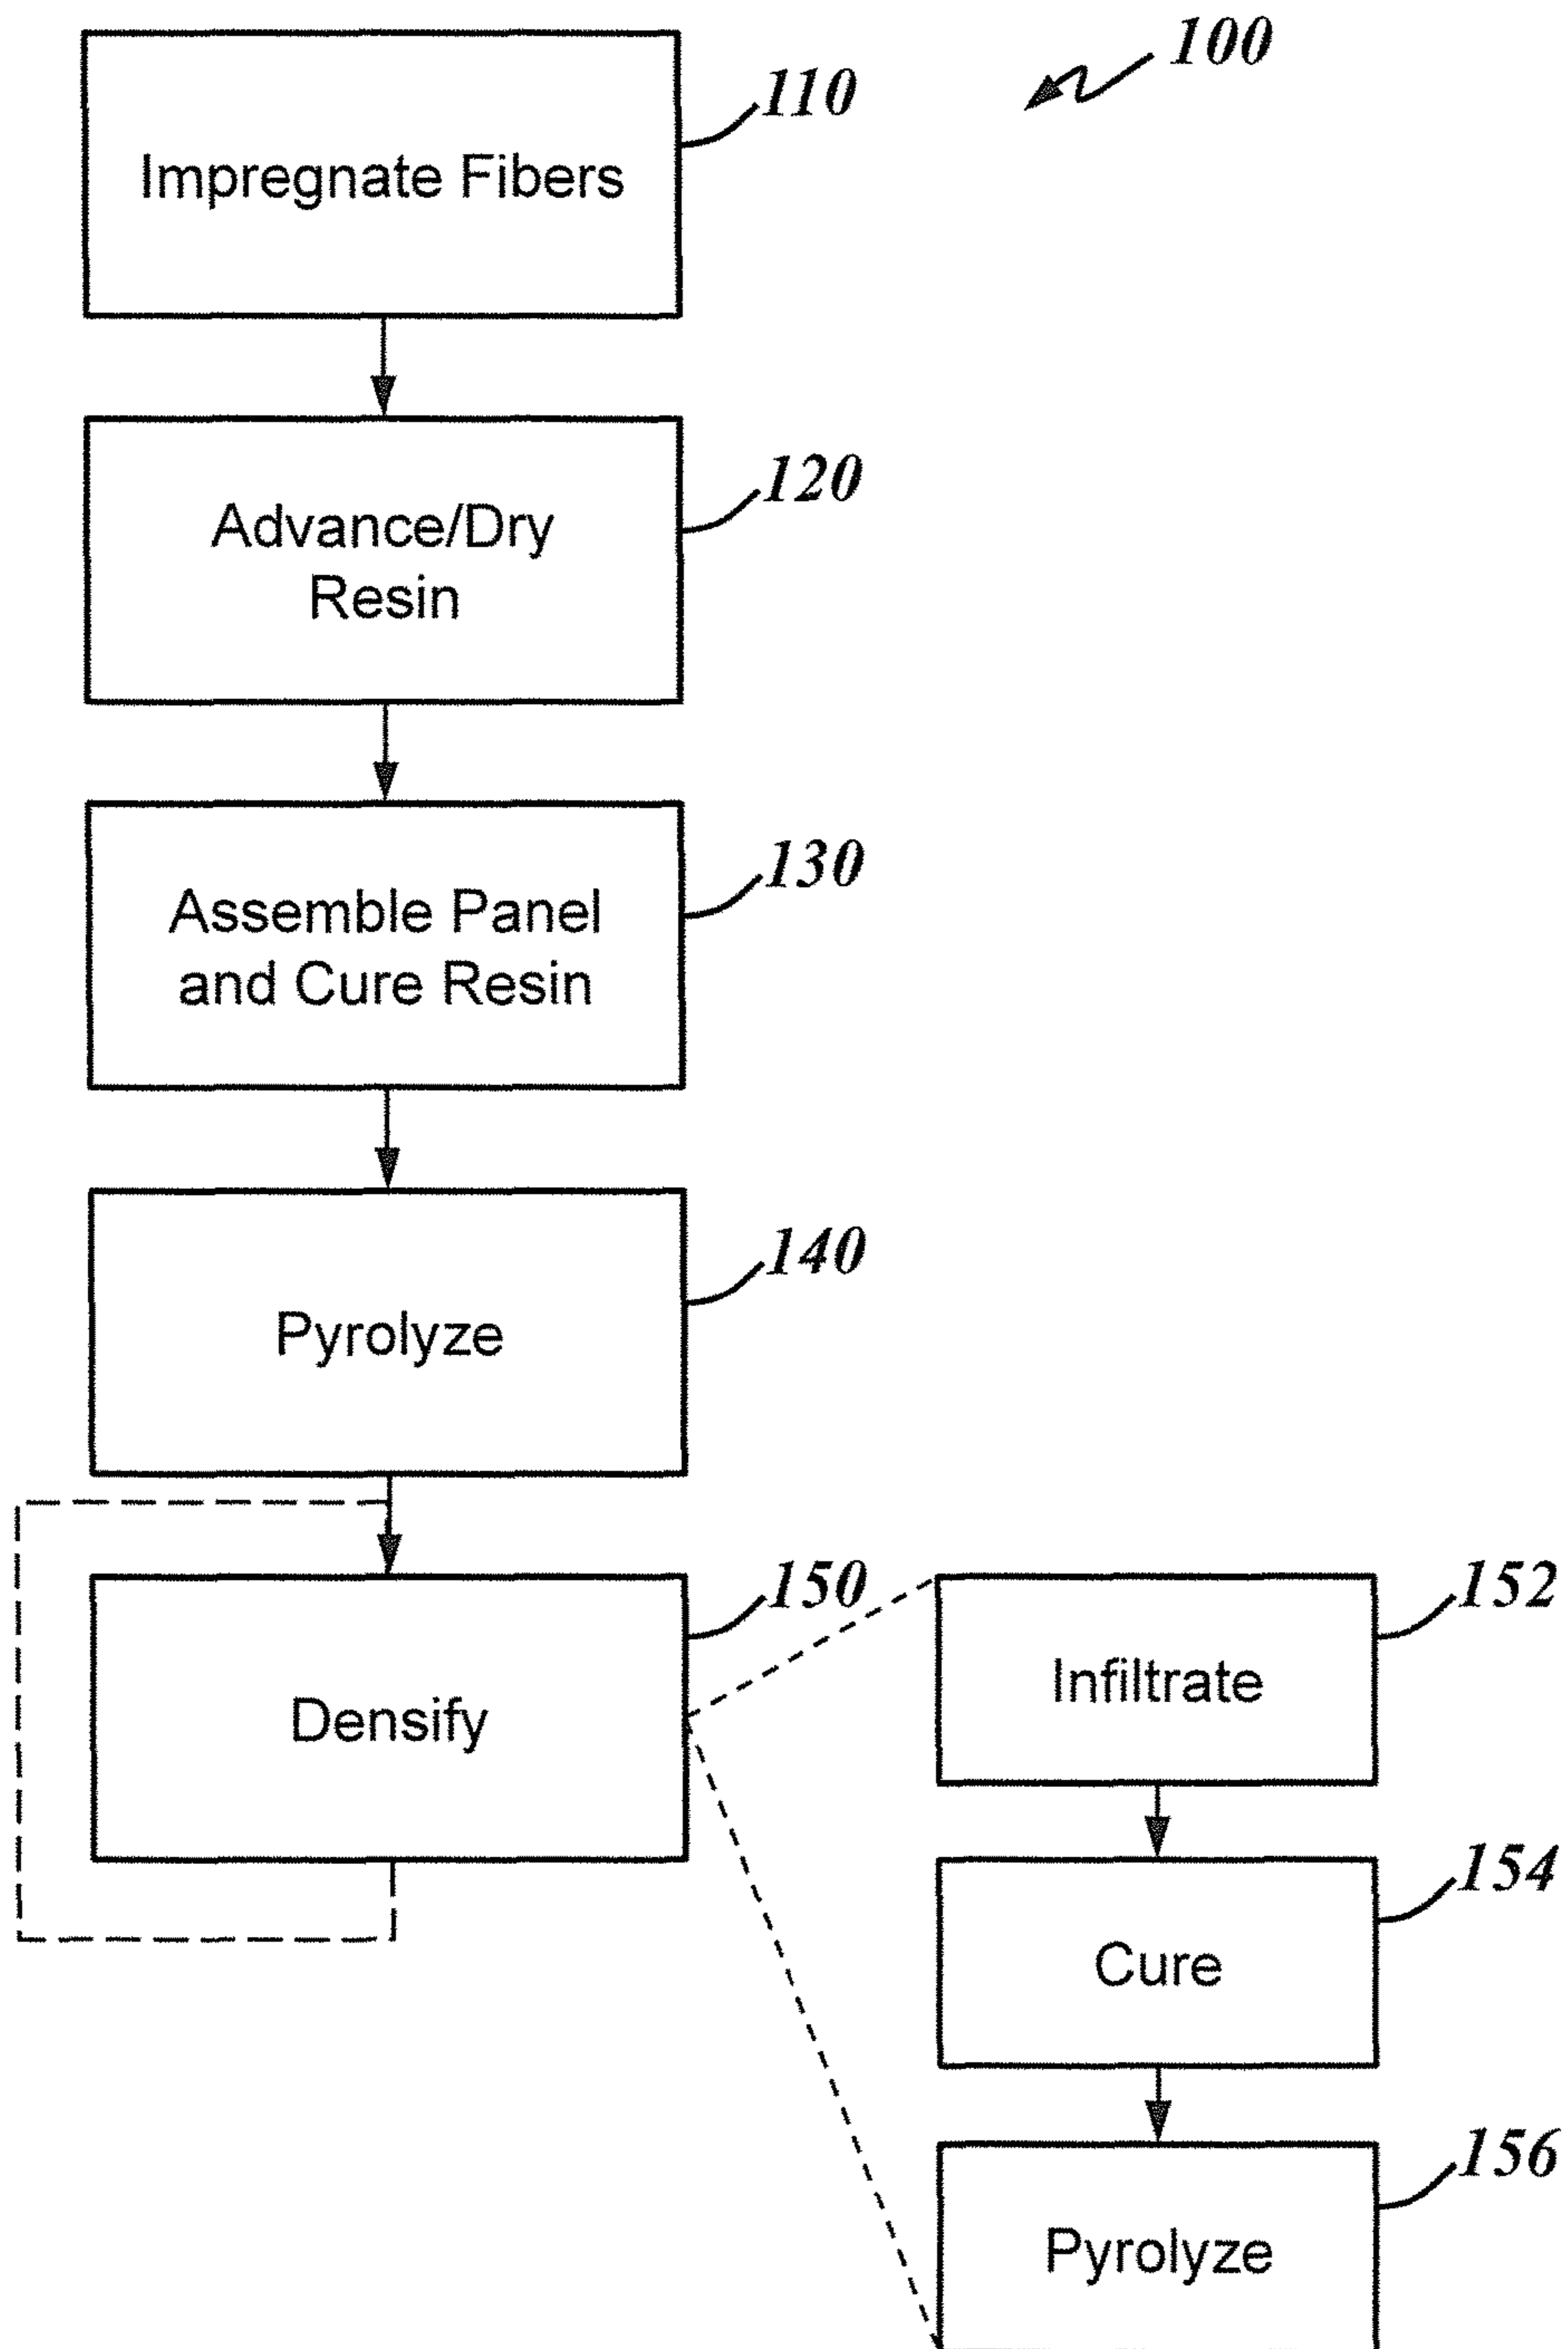 100
110
Impregnate Fibers
120
Advance/Dry
Resin
130
Assemble Panel
and Cure Resin
140
Pyrolyze
150
Densify
152
Infiltrate
154
Cure
156
Pyrolyze